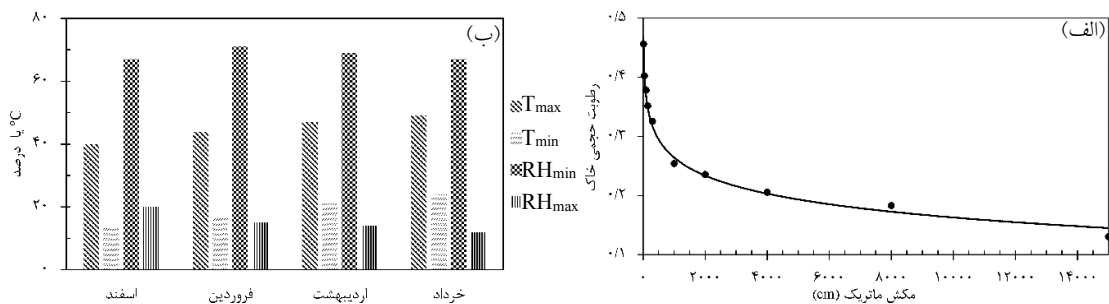 (الف)
رطوبت حجمی خاک
۰/۵
۰/۴
۰/۳
۰/۲
۰/۱
۰ ۲۰۰۰ ۴۰۰۰ ۶۰۰۰ ۸۰۰۰ ۱۰۰۰۰ ۱۲۰۰۰ ۱۴۰۰۰
مکش ماتریک (cm)
(ب)
°C یا درصد
۸۰
۶۰
۴۰
۲۰
۰
اسفند فروردین اردیبهشت خرداد
Tmax
Tmin
RHmin
RHmax